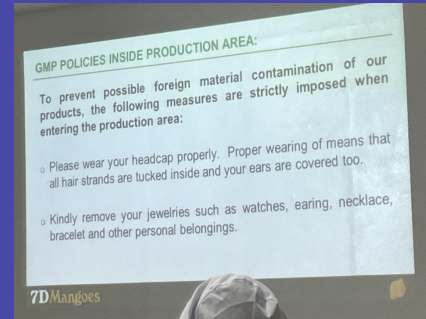 GMP POLICIES INSIDE PRODUCTION AREA:
To prevent possible foreign material contamination of our
products, the following measures are strictly imposed when
entering the production area:
Please wear your headcap properly. Proper wearing of means that
all hair strands are tucked inside and your ears are covered too.
Kindly remove your jewelries such as watches, earing, necklace,
bracelet and other personal belongings.
7D Mangoes